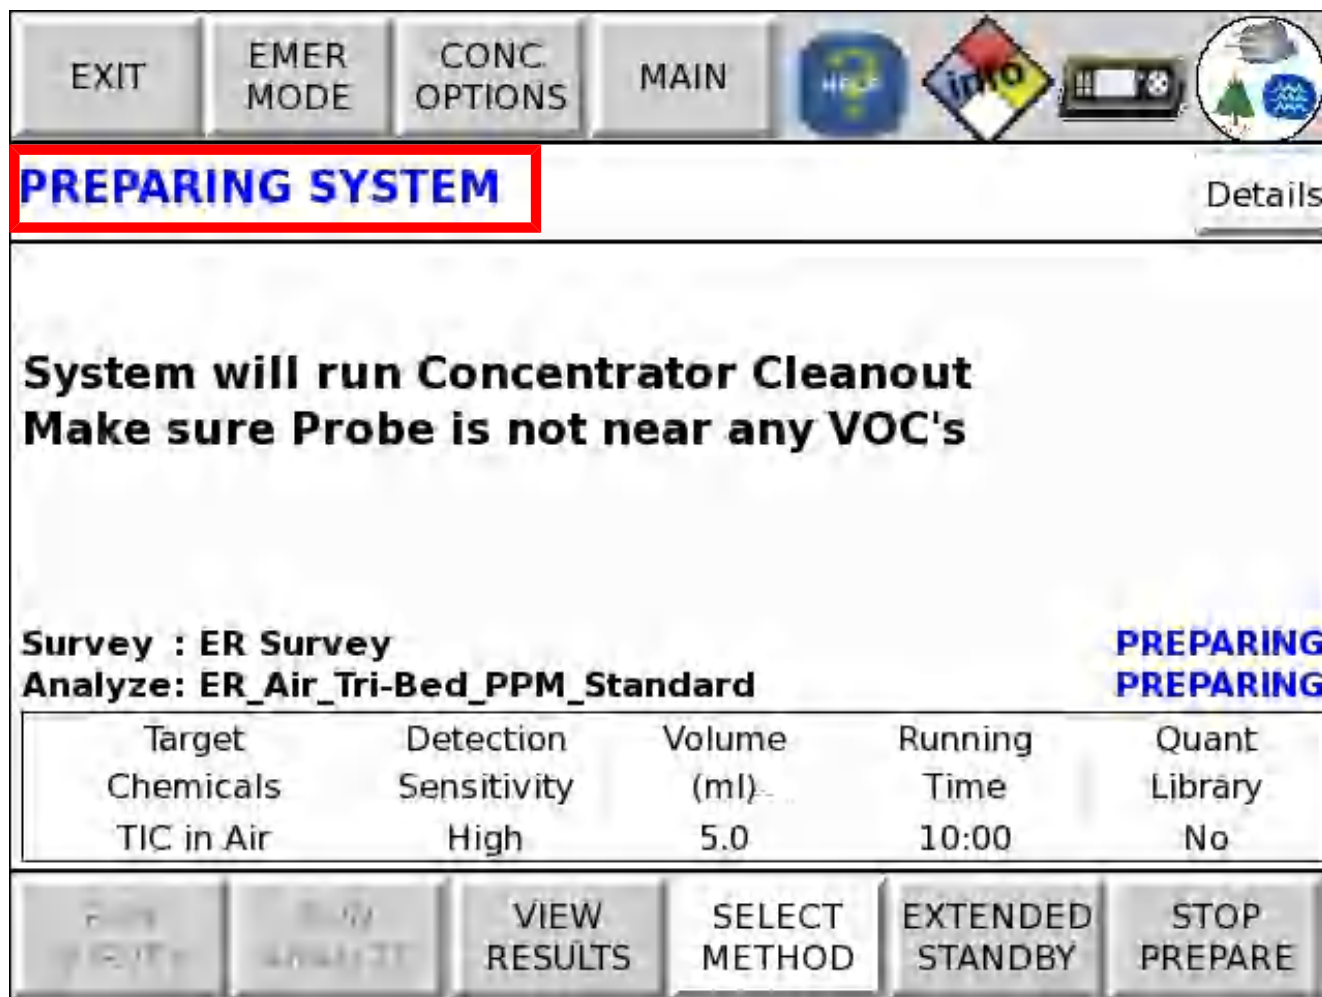 EXIT
EMER
MODE
CONC
OPTIONS
MAIN
HELP
info
PREPARING SYSTEM
Details
System will run Concentrator Cleanout
Make sure Probe is not near any VOC's
Survey : ER Survey
PREPARING
Analyze: ER_Air_Tri-Bed_PPM_Standard
PREPARING
Target Detection Volume Running Quant
Chemicals Sensitivity (ml) Time Library
TIC in Air High 5.0 10:00 No
VIEW
RESULTS
SELECT
METHOD
EXTENDED
STANDBY
STOP
PREPARE